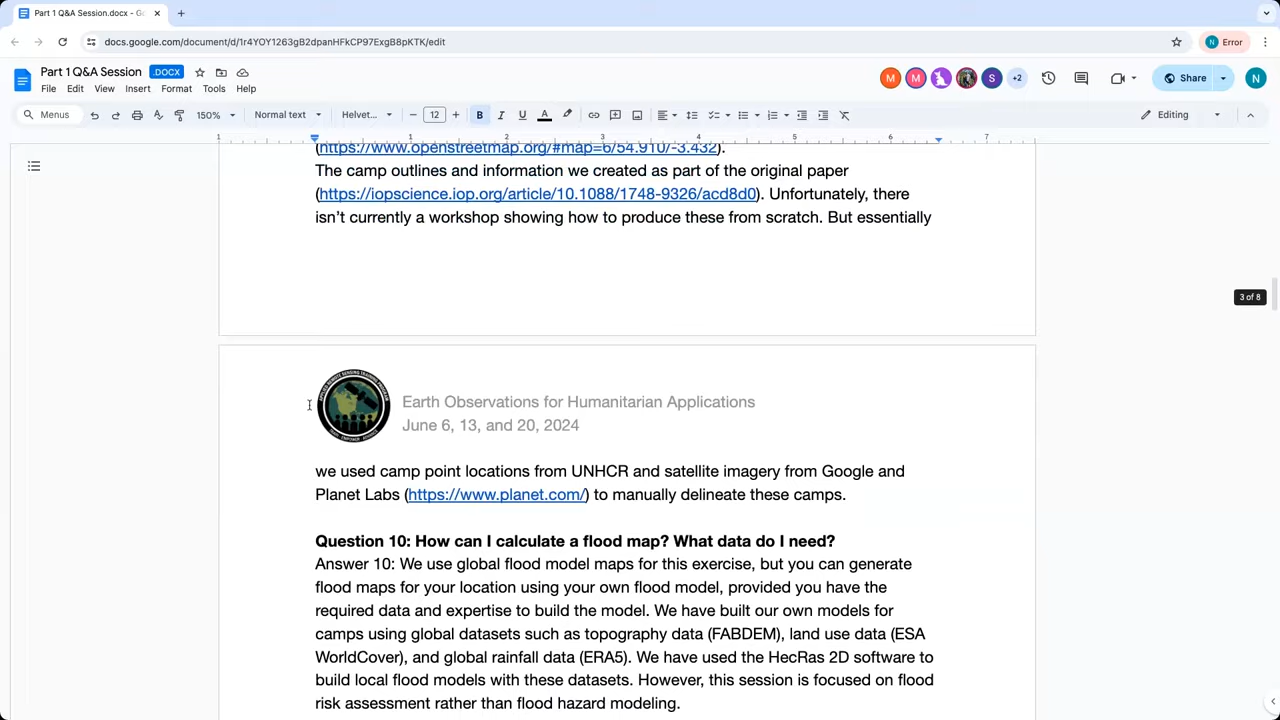 Part 1 Q&A Session.docx - Go
docs.google.com/document/d/1r4YOY1263gB2dpanHFkCP97ExgB8pKTK/edit
N Error
Part 1 Q&A Session .DOCX
M M S +2 Share N
File Edit View Insert Format Tools Help
Menus 150% Normal text Helvet... 12 B I U A Editing
1 1 2 3 4 5 6 7
(https://www.openstreetmap.org/#map=6/54.910/-3.432).
The camp outlines and information we created as part of the original paper
(https://iopscience.iop.org/article/10.1088/1748-9326/acd8d0). Unfortunately, there
isn't currently a workshop showing how to produce these from scratch. But essentially
3 of 8
Earth Observations for Humanitarian Applications
June 6, 13, and 20, 2024
we used camp point locations from UNHCR and satellite imagery from Google and
Planet Labs (https://www.planet.com/) to manually delineate these camps.
Question 10: How can I calculate a flood map? What data do I need?
Answer 10: We use global flood model maps for this exercise, but you can generate
flood maps for your location using your own flood model, provided you have the
required data and expertise to build the model. We have built our own models for
camps using global datasets such as topography data (FABDEM), land use data (ESA
WorldCover), and global rainfall data (ERA5). We have used the HecRas 2D software to
build local flood models with these datasets. However, this session is focused on flood
risk assessment rather than flood hazard modeling.